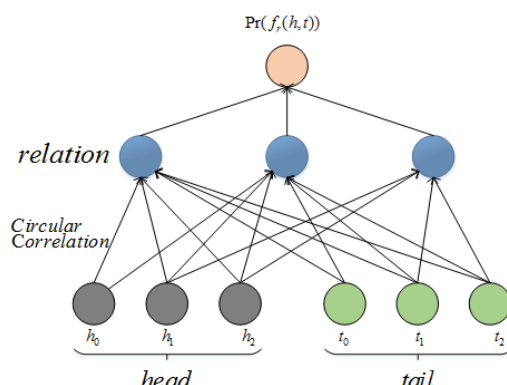 Pr(f_r(h,t))
relation
Circular
Correlation
h_0 h_1 h_2 t_0 t_1 t_2
head tail